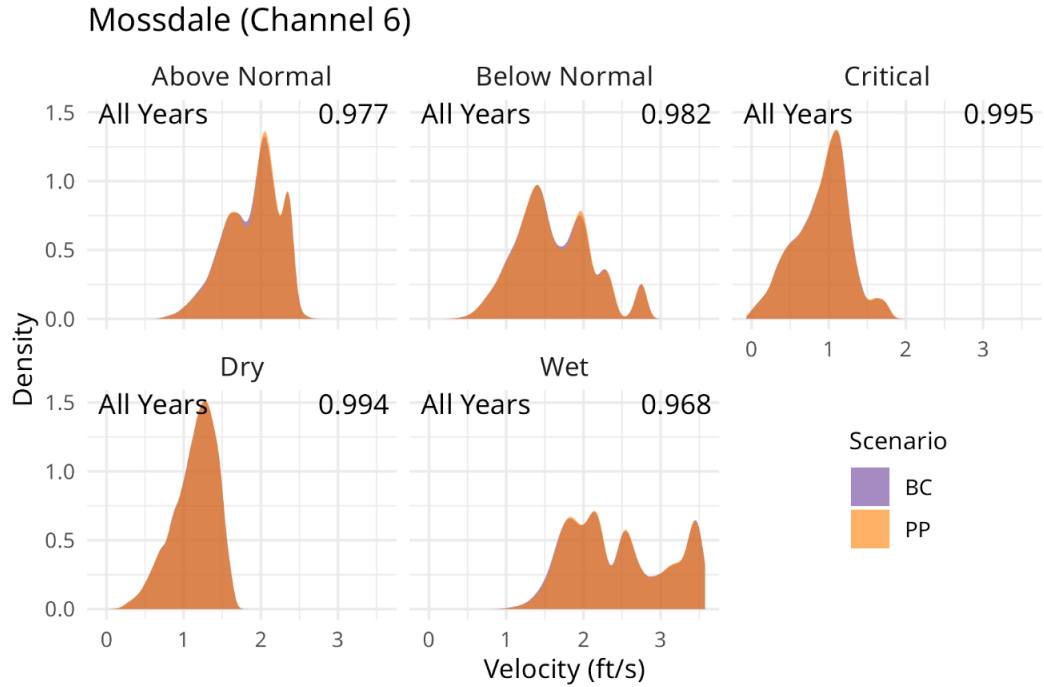 Mossdale (Channel 6)
Above Normal
Below Normal
Critical
All Years 0.977
All Years 0.982
All Years 0.995
1.5
1.0
0.5
0.0
0 1 2 3
Density
Dry
Wet
All Years 0.994
All Years 0.968
1.5
1.0
0.5
0.0
0 1 2 3
0 1 2 3
Velocity (ft/s)
Scenario
BC
PP